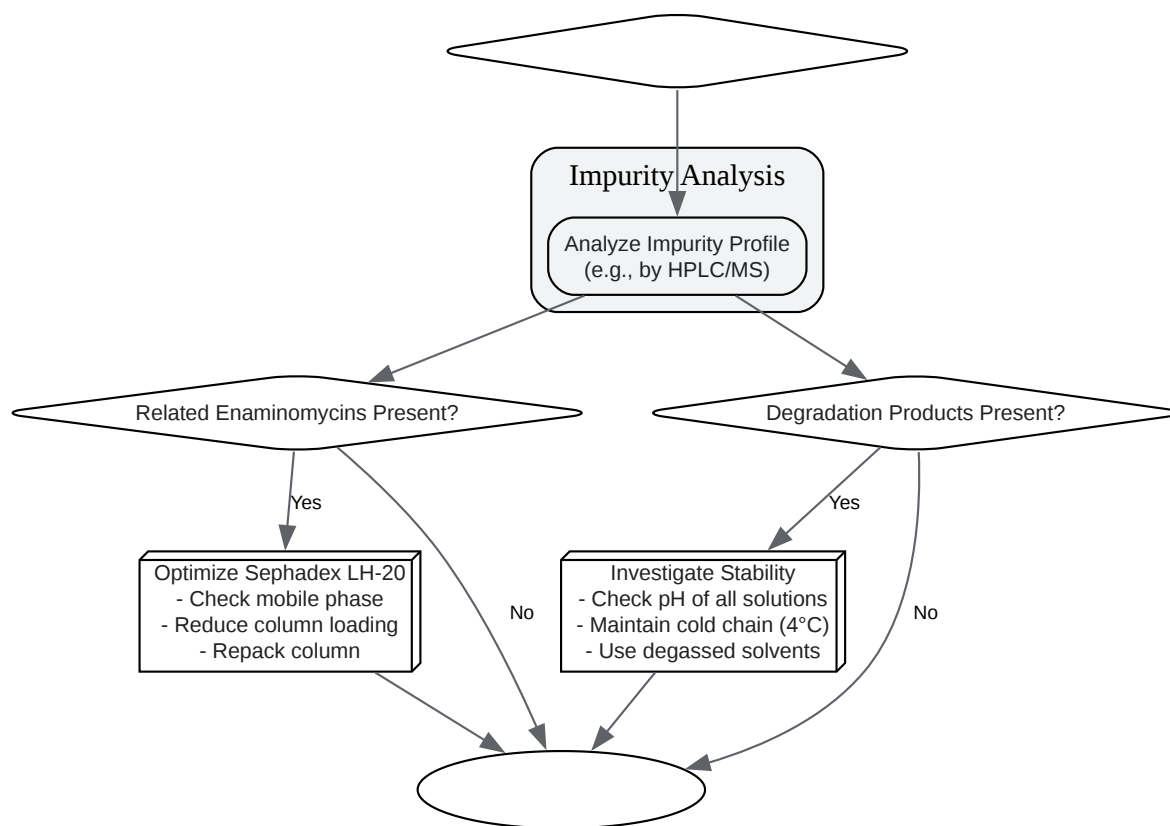 Impurity Analysis
Analyze Impurity Profile
(e.g., by HPLC/MS)
Related Enaminomycins Present?
Degradation Products Present?
Yes
Yes
Optimize Sephadex LH-20
- Check mobile phase
- Reduce column loading
- Repack column
No
Investigate Stability
- Check pH of all solutions
- Maintain cold chain (4°C)
- Use degassed solvents
No